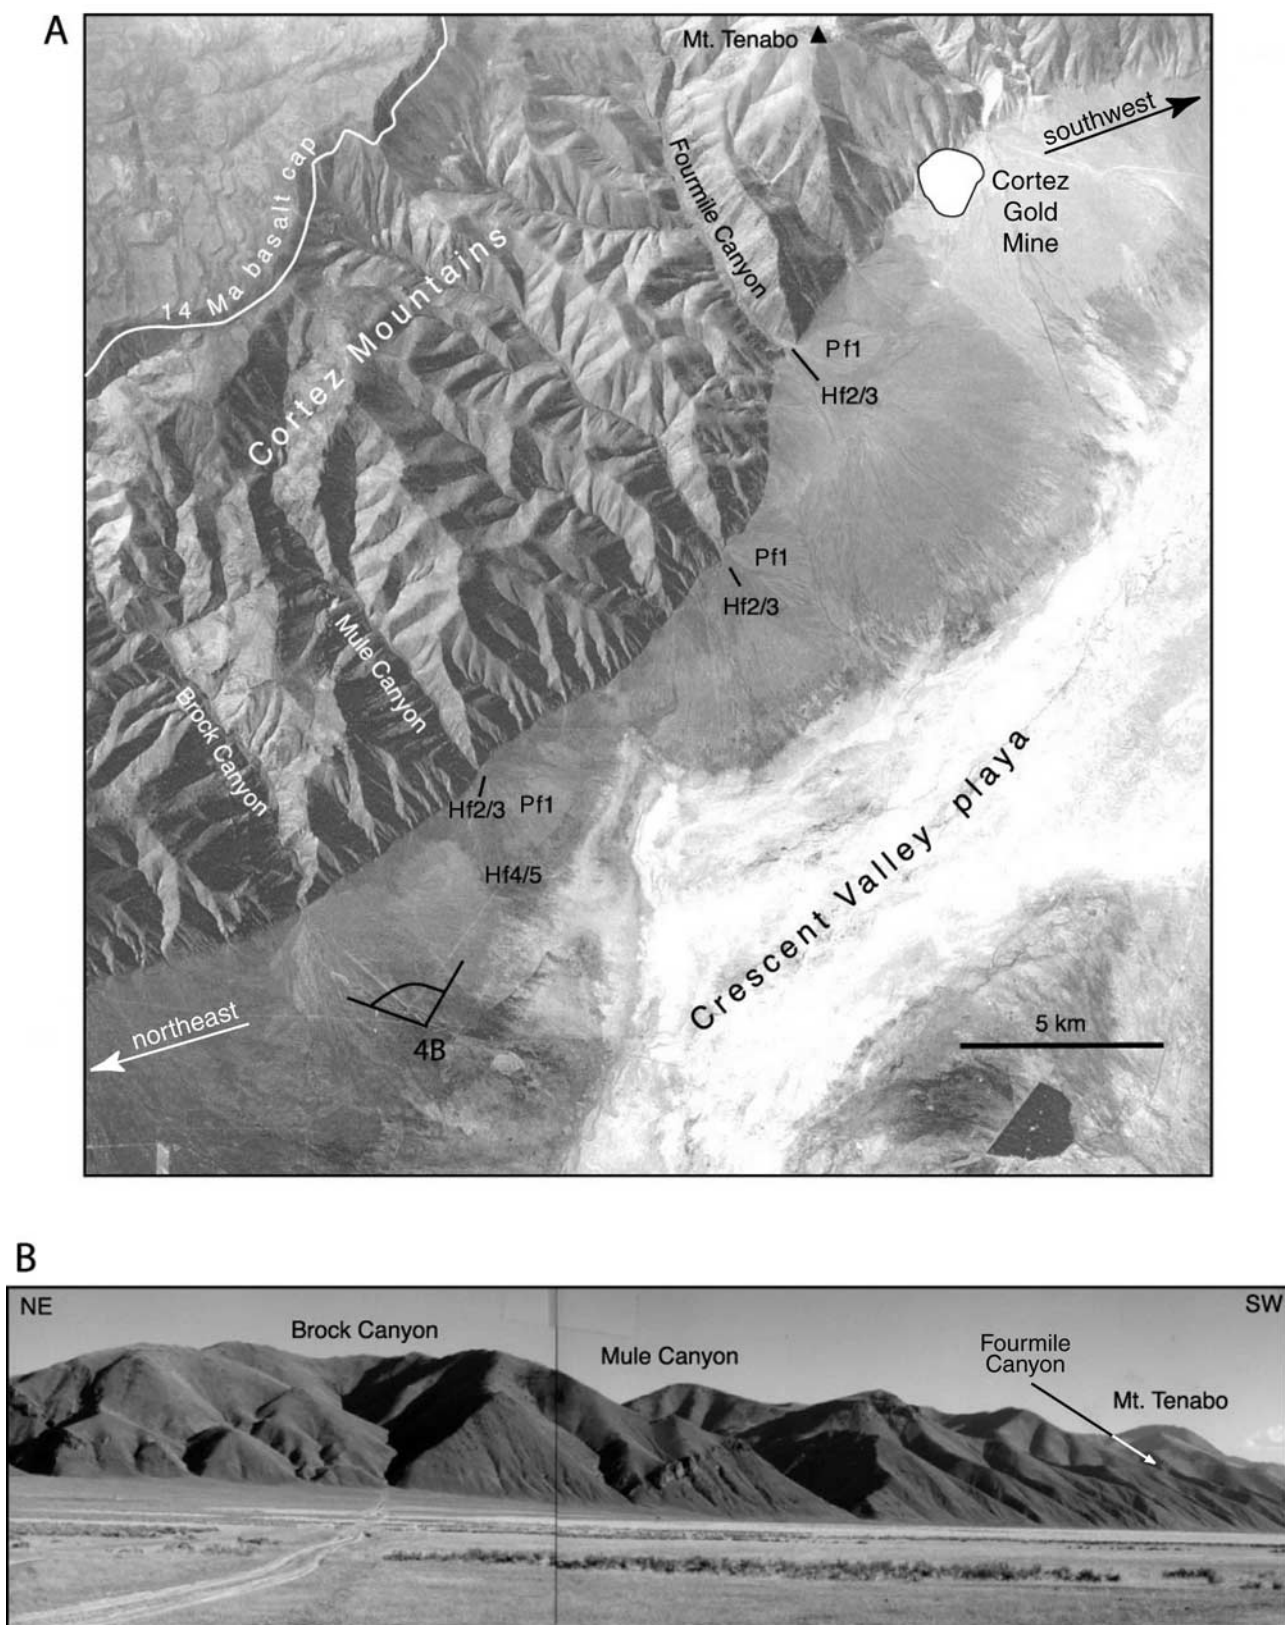 A
Mt. Tenabo
southwest
Cortez
Gold
Mine
Fourmile Canyon
14 Ma basalt cap
Cortez Mountains
Pf1
Hf2/3
Pf1
Hf2/3
Mule Canyon
Brock Canyon
Hf2/3 Pf1
Hf4/5
Crescent Valley playa
northeast
4B
5 km
B
NE
SW
Brock Canyon
Mule Canyon
Fourmile
Canyon
Mt. Tenabo